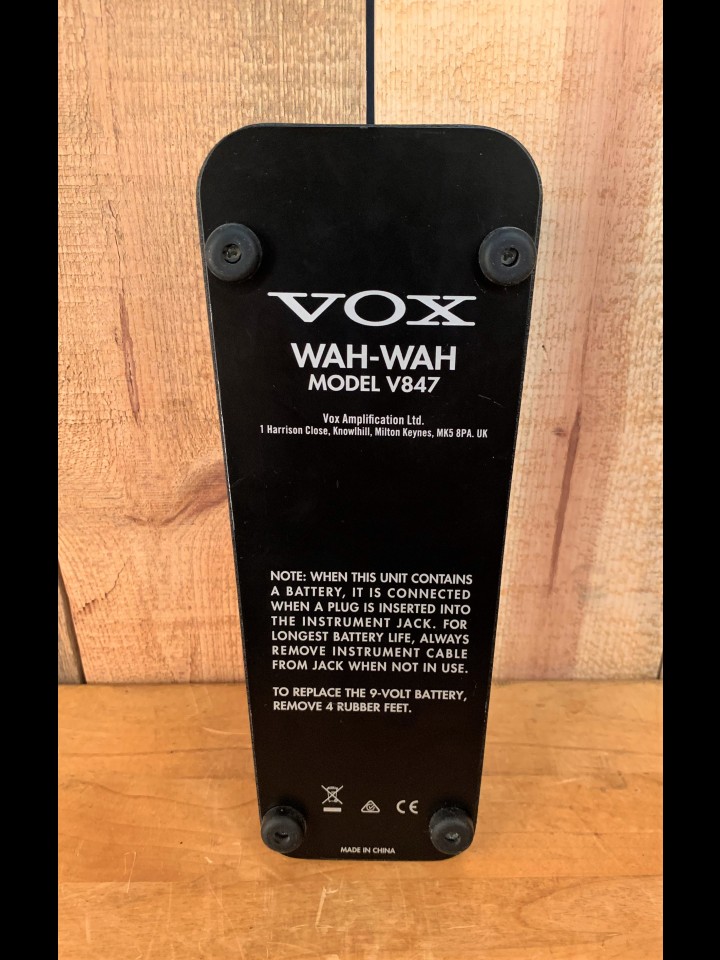 VOX
WAH-WAH
MODEL V847
Vox Amplification Ltd.
1 Harrison Close, Knowlhill, Milton Keynes, MK5 8PA. UK
NOTE: WHEN THIS UNIT CONTAINS
A BATTERY, IT IS CONNECTED
WHEN A PLUG IS INSERTED INTO
THE INSTRUMENT JACK. FOR
LONGEST BATTERY LIFE, ALWAYS
REMOVE INSTRUMENT CABLE
FROM JACK WHEN NOT IN USE.
TO REPLACE THE 9-VOLT BATTERY,
REMOVE 4 RUBBER FEET.
CE
MADE IN CHINA